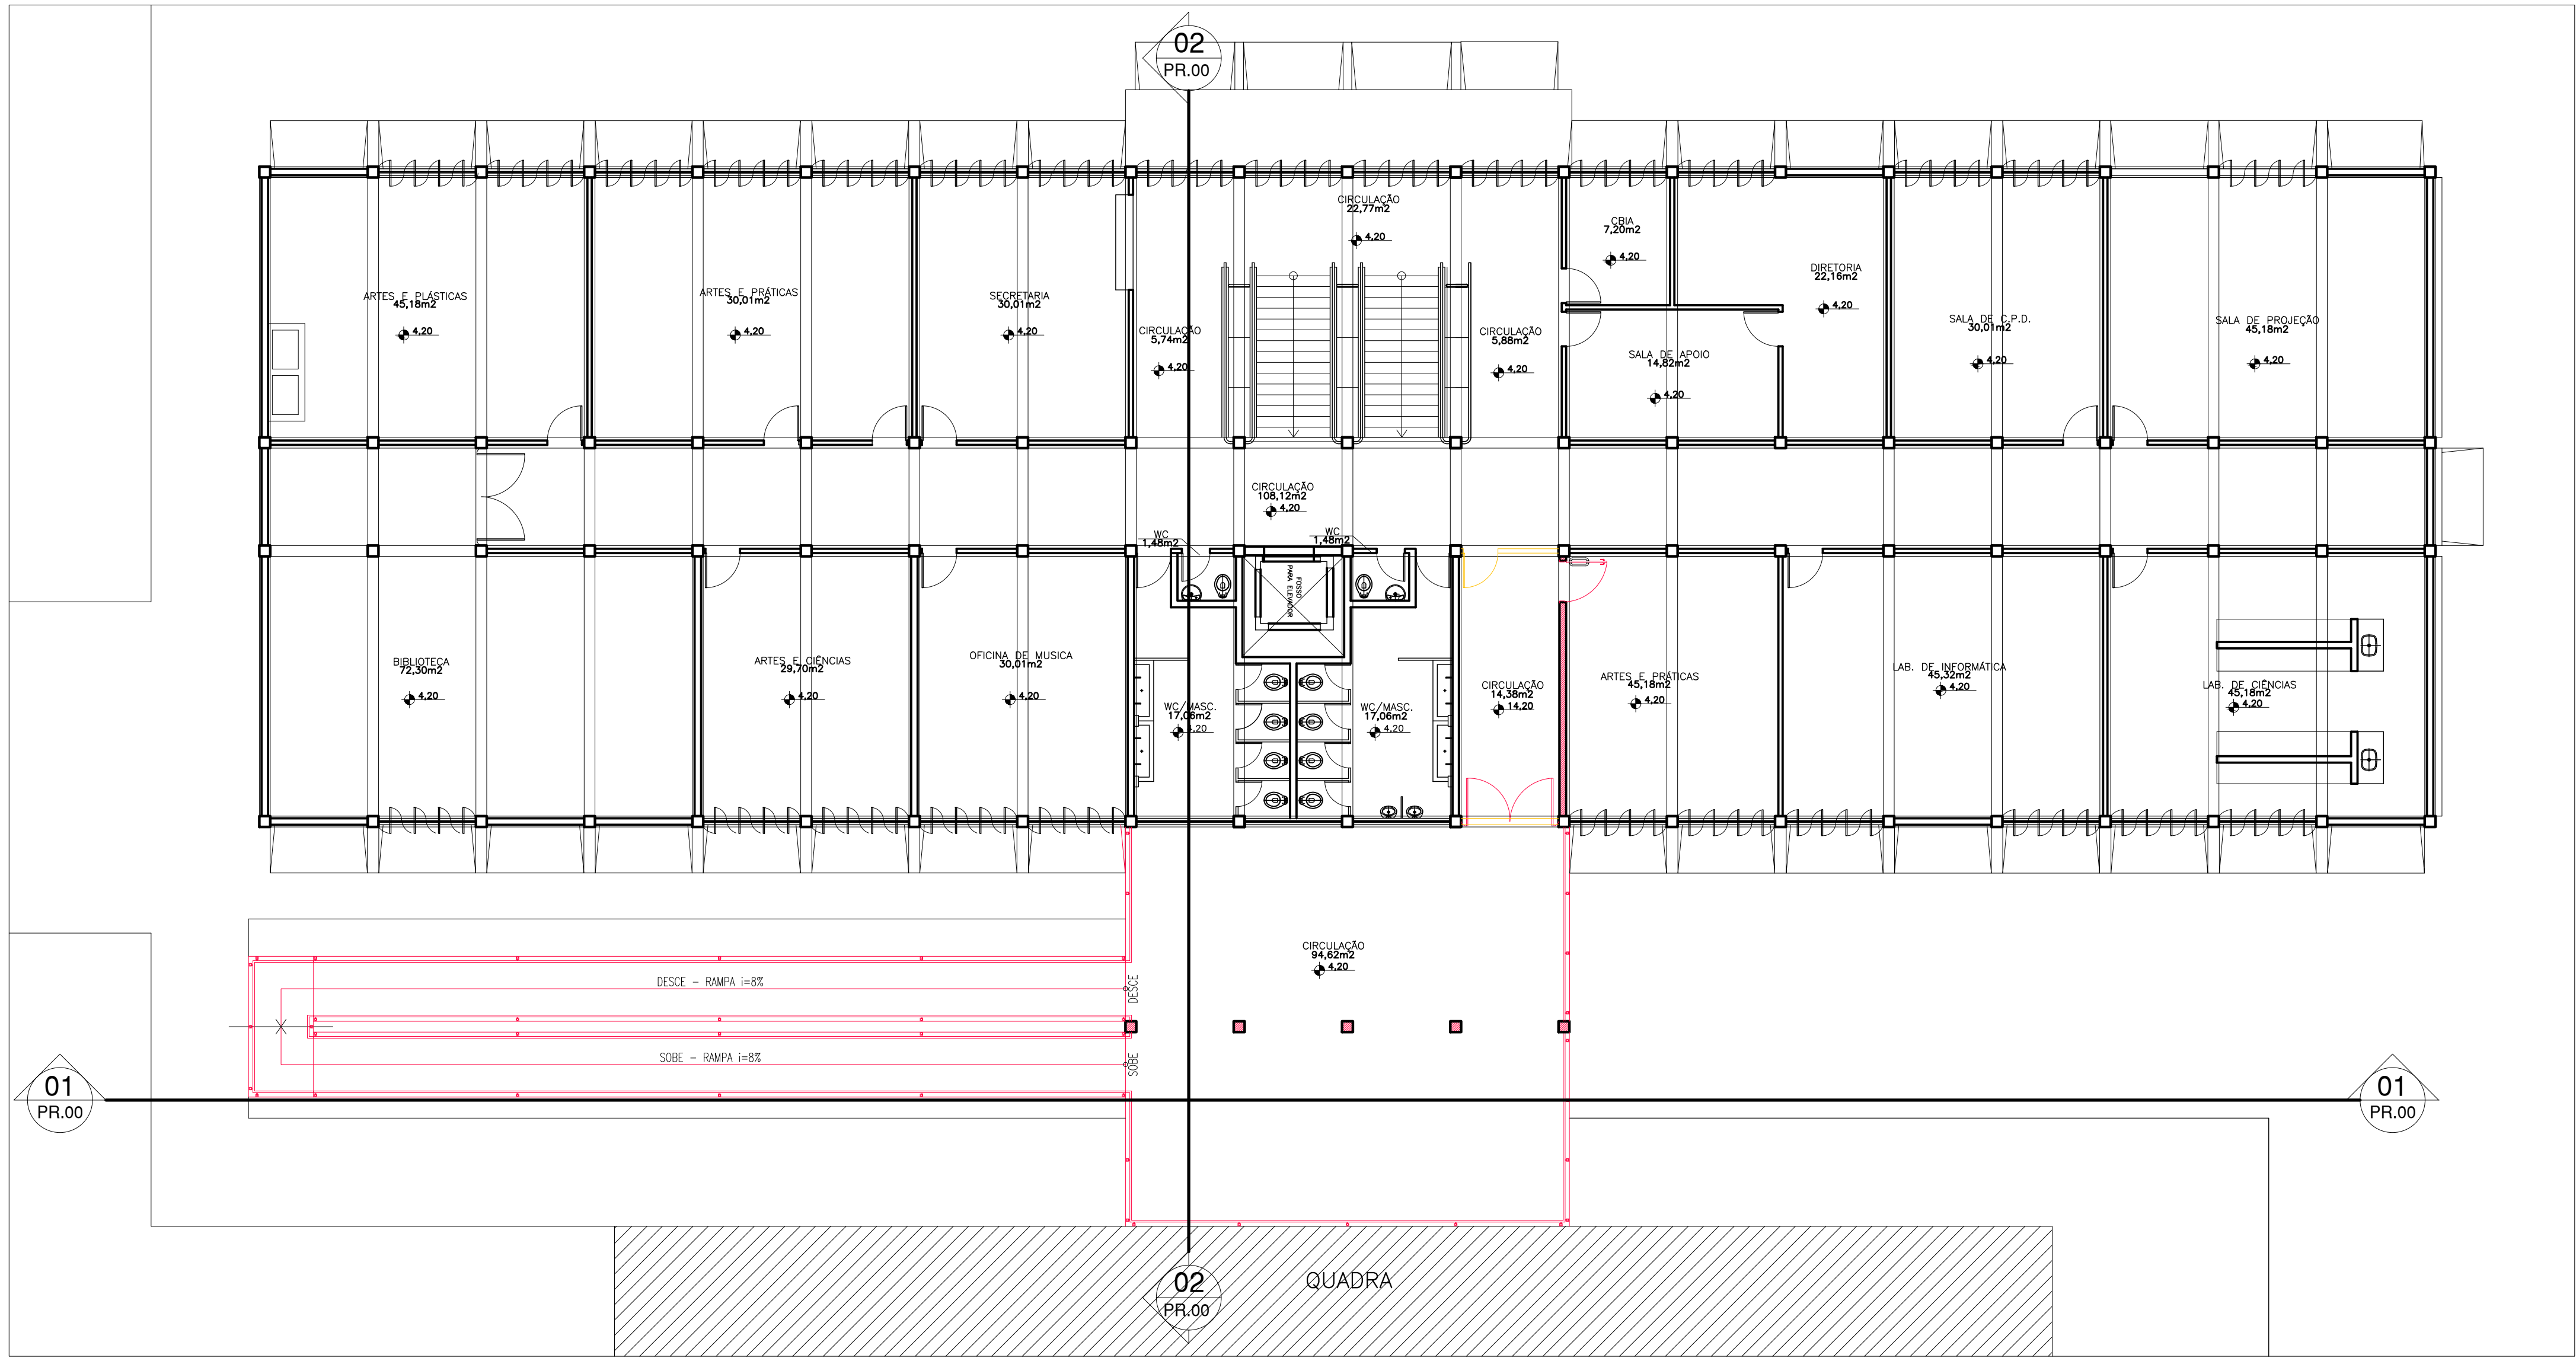 02
PR.00
CIRCULAÇÃO
22,77m2
4,20
CBIA
7,20m2
4,20
DIRETORIA
22,16m2
4,20
ARTES E PLÁSTICAS
45,18m2
4,20
ARTES E PRÁTICAS
30,01m2
4,20
SECRETARIA
30,01m2
4,20
CIRCULAÇÃO
5,74m2
4,20
CIRCULAÇÃO
5,88m2
4,20
SALA DE APOIO
14,82m2
4,20
SALA DE C.P.D.
30,01m2
4,20
SALA DE PROJEÇÃO
45,18m2
4,20
CIRCULAÇÃO
108,12m2
4,20
WC
1,48m2
WC
1,48m2
FOSSO
PARA ELEVADOR
BIBLIOTECA
72,30m2
4,20
ARTES E CIÊNCIAS
29,70m2
4,20
OFICINA DE MUSICA
30,01m2
4,20
WC/MASC.
17,06m2
4,20
WC/MASC.
17,06m2
4,20
CIRCULAÇÃO
14,38m2
14,20
ARTES E PRÁTICAS
45,18m2
4,20
LAB. DE INFORMÁTICA
45,32m2
4,20
LAB. DE CIÊNCIAS
45,18m2
4,20
CIRCULAÇÃO
94,62m2
4,20
DESCE - RAMPA i=8%
DESCE
SOBE - RAMPA i=8%
SOBE
01
PR.00
01
PR.00
QUADRA
02
PR.00